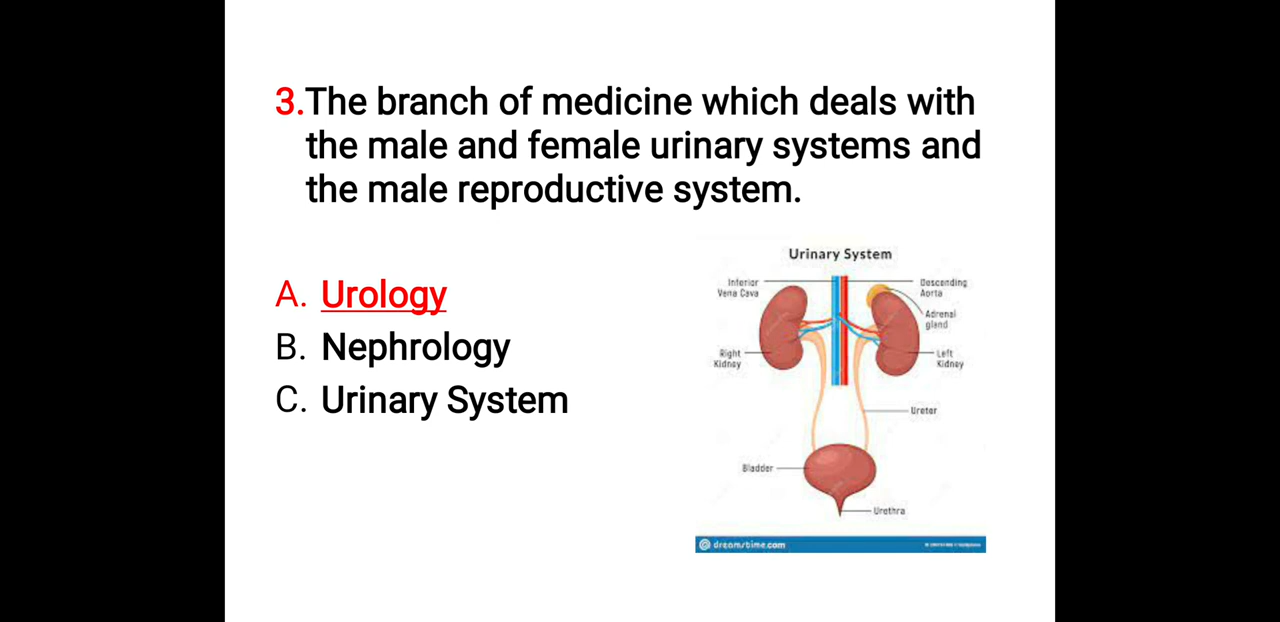 3.The branch of medicine which deals with
the male and female urinary systems and
the male reproductive system.
A. Urology
B. Nephrology
C. Urinary System
Urinary System
Inferior
Vena Cava
Descending
Aorta
Adrenal
gland
Right
Kidney
Left
Kidney
Ureter
Bladder
Urethra
dreamstime.com